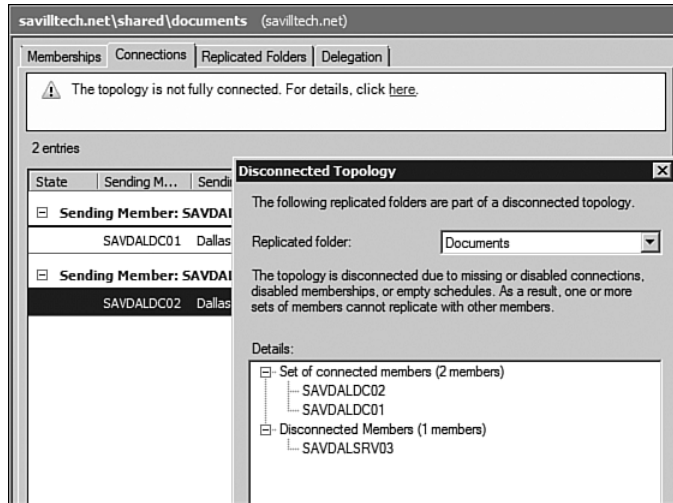 savilltech.net\shared\documents (savilltech.net)
Memberships Connections Replicated Folders Delegation
The topology is not fully connected. For details, click here.
2 entries
State Sending M... Sendi
Sending Member: SAVDAL
SAVDALDC01 Dallas
Sending Member: SAVDAL
SAVDALDC02 Dallas
Disconnected Topology
The following replicated folders are part of a disconnected topology.
Replicated folder: Documents
The topology is disconnected due to missing or disabled connections,
disabled memberships, or empty schedules. As a result, one or more
sets of members cannot replicate with other members.
Details:
Set of connected members (2 members)
SAVDALDC02
SAVDALDC01
Disconnected Members (1 members)
SAVDALSRV03